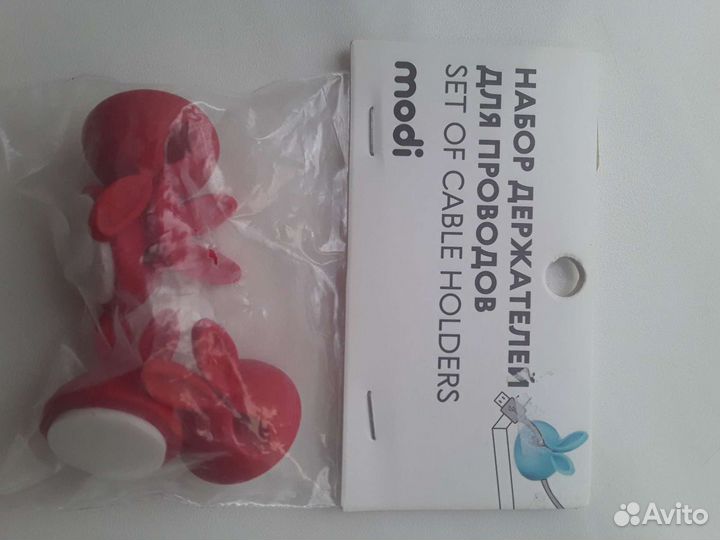 НАБОР ДЕРЖАТЕЛЕЙ
ДЛЯ ПРОВОДОВ
SET OF CABLE HOLDERS
modi
Avito